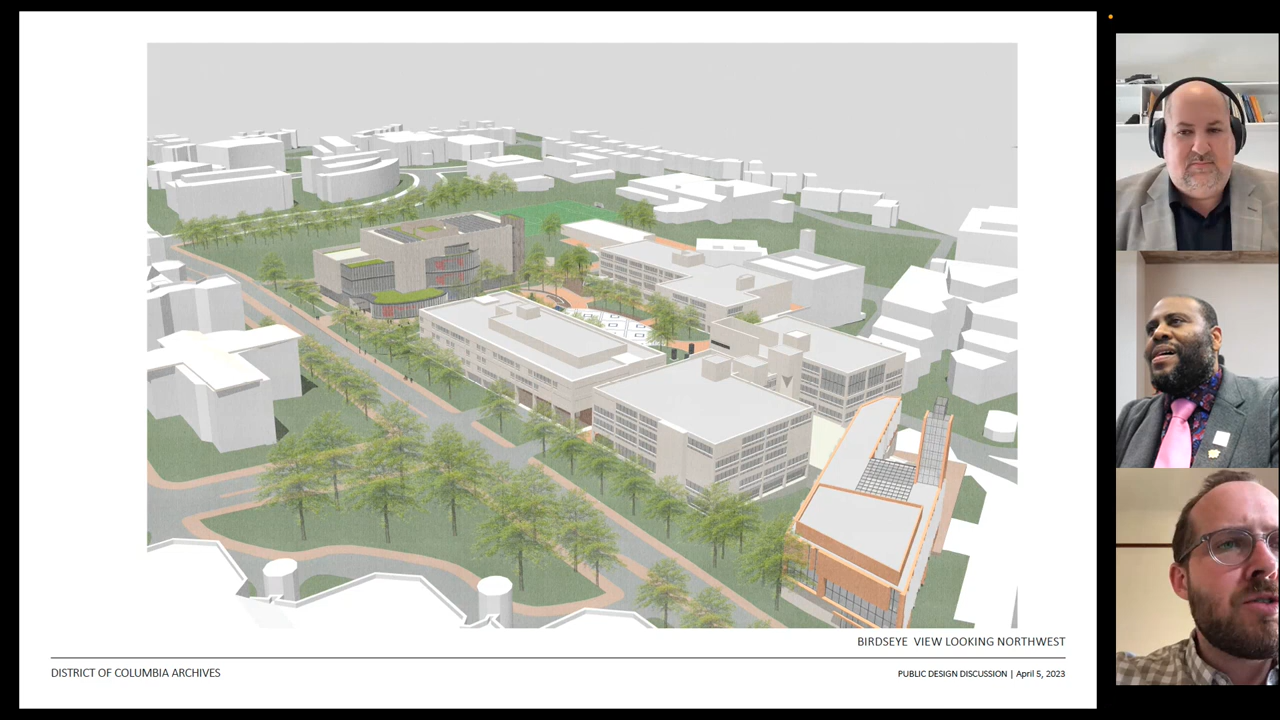 BIRDSEYE VIEW LOOKING NORTHWEST
DISTRICT OF COLUMBIA ARCHIVES
PUBLIC DESIGN DISCUSSION | April 5, 2023